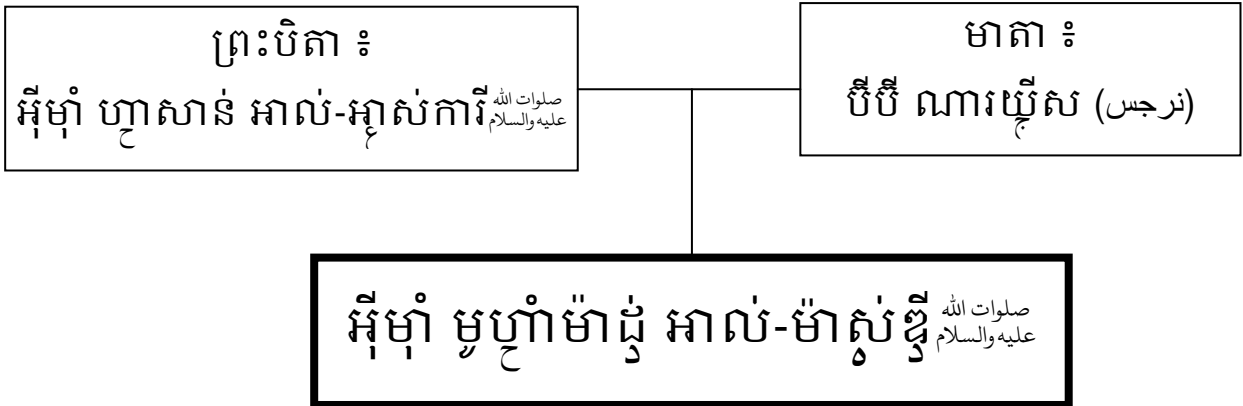 ព្រះបិតា ៖
អ៊ីម៉ាំ ហាសាន់ អាល់-អាស់ការី صلوات الله عليه والسلام
មាតា ៖
ប៊ីប៊ី ណារយីស (نرجس)
អ៊ីម៉ាំ មូហាំម៉ាដ់ អាល់-ម៉ាស់ឌី صلوات الله عليه والسلام